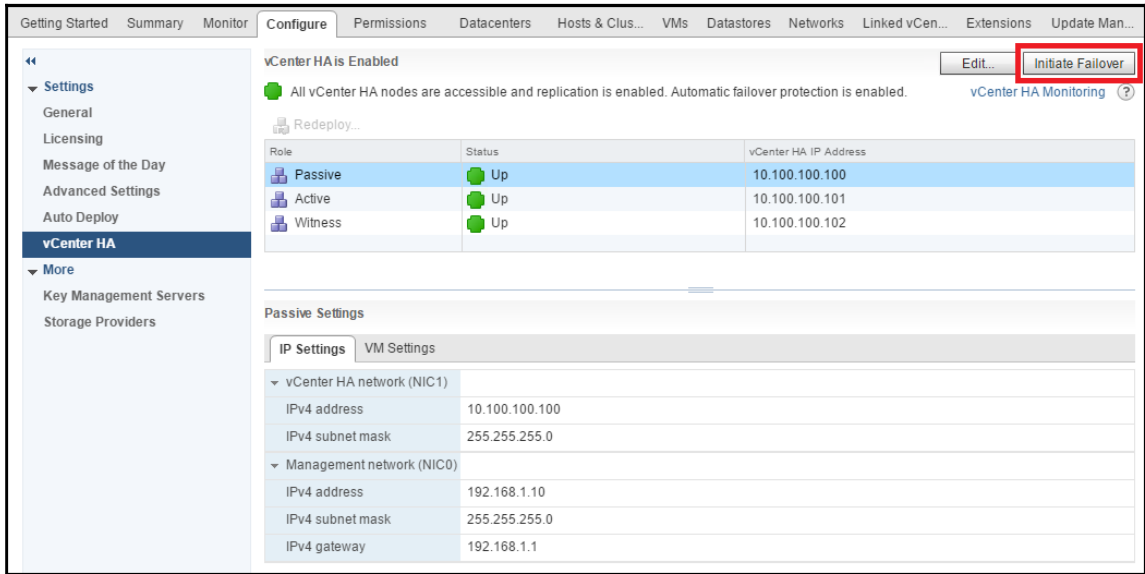 Getting Started Summary Monitor Configure Permissions Datacenters Hosts & Clus... VMs Datastores Networks Linked vCen... Extensions Update Man...
Settings
General
Licensing
Message of the Day
Advanced Settings
Auto Deploy
vCenter HA
More
Key Management Servers
Storage Providers
vCenter HA is Enabled Edit... Initiate Failover
All vCenter HA nodes are accessible and replication is enabled. Automatic failover protection is enabled. vCenter HA Monitoring ?
Redeploy...
Role Status vCenter HA IP Address
Passive Up 10.100.100.100
Active Up 10.100.100.101
Witness Up 10.100.100.102
Passive Settings
IP Settings VM Settings
vCenter HA network (NIC1)
IPv4 address 10.100.100.100
IPv4 subnet mask 255.255.255.0
Management network (NIC0)
IPv4 address 192.168.1.10
IPv4 subnet mask 255.255.255.0
IPv4 gateway 192.168.1.1